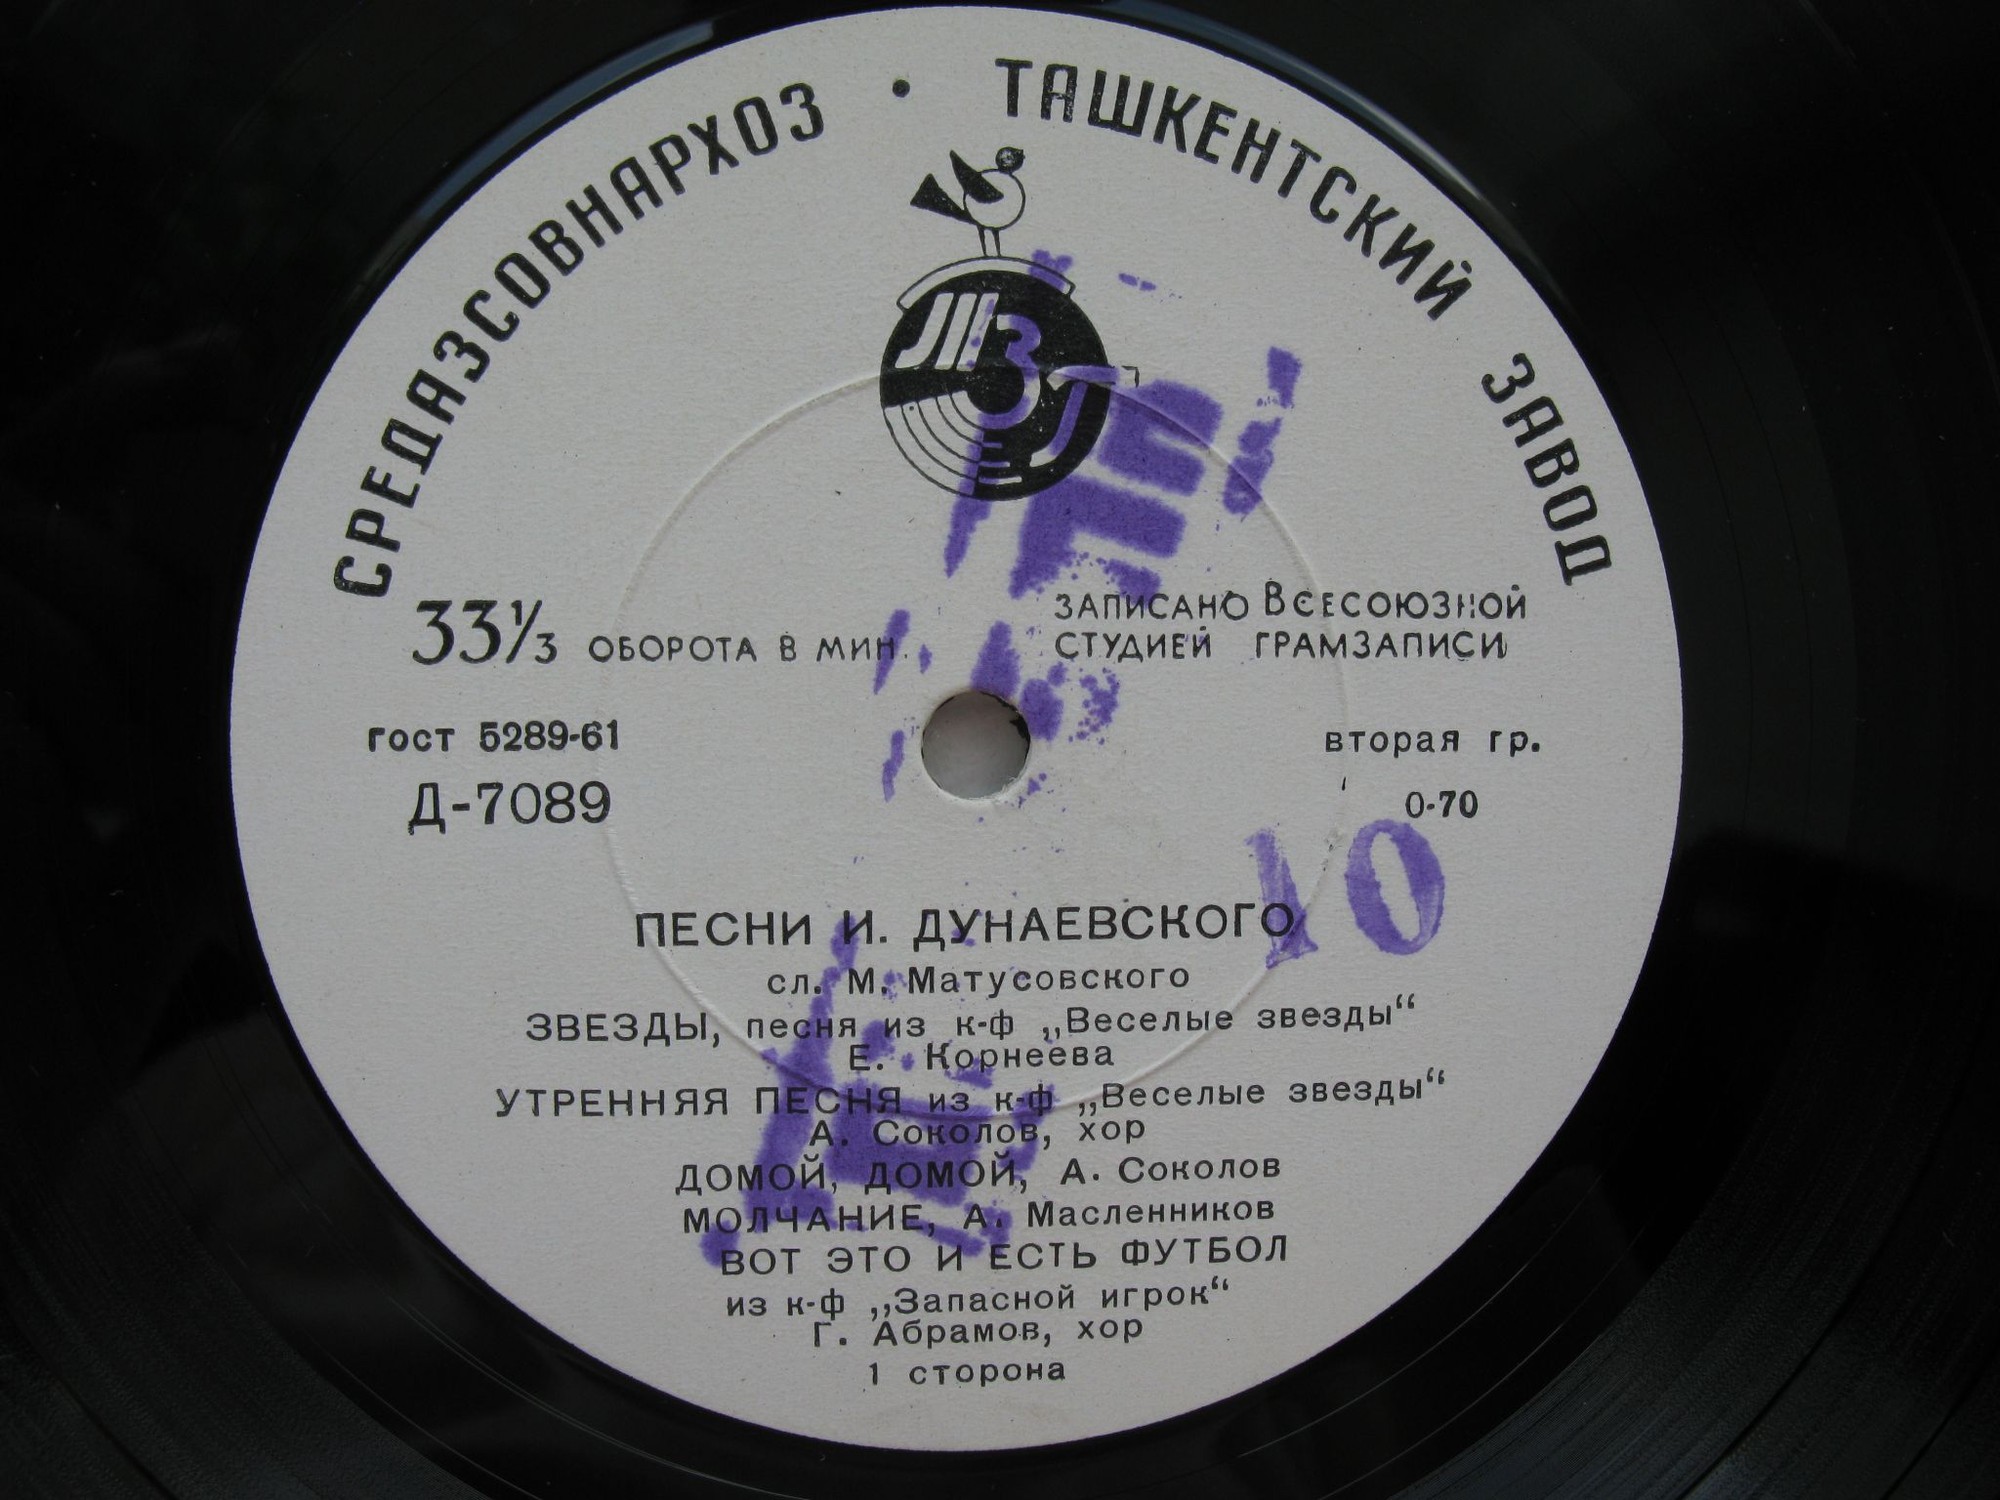 СРЕДАЗСОВНАРХОЗ • ТАШКЕНТСКИЙ ЗАВОД
33⅓ ОБОРОТА В МИН.
ЗАПИСАНО ВСЕСОЮЗНОЙ
СТУДИЕЙ ГРАМЗАПИСИ
гост 5289-61
вторая гр.
Д-7089
0-70
10
ПЕСНИ И. ДУНАЕВСКОГО
сл. М. Матусовского
ЗВЕЗДЫ, песня из к-ф „Веселые звезды“
Е. Корнеева
УТРЕННЯЯ ПЕСНЯ из к-ф „Веселые звезды“
А. Соколов, хор
ДОМОЙ, ДОМОЙ, А. Соколов
МОЛЧАНИЕ, А. Масленников
ВОТ ЭТО И ЕСТЬ ФУТБОЛ
из к-ф „Запасной игрок“
Г. Абрамов, хор
1 сторона